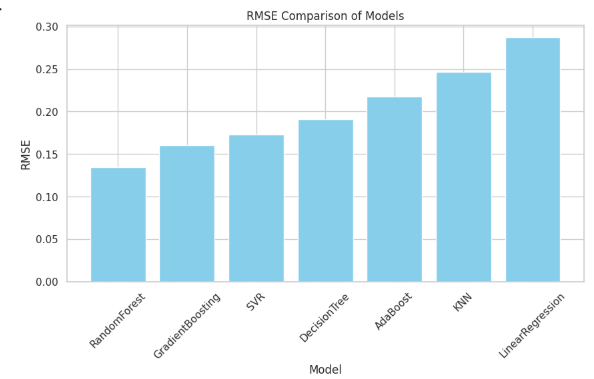 RMSE Comparison of Models
0.30
0.25
0.20
0.15
0.10
0.05
0.00
RMSE
RandomForest
GradientBoosting
SVR
DecisionTree
AdaBoost
KNN
LinearRegression
Model